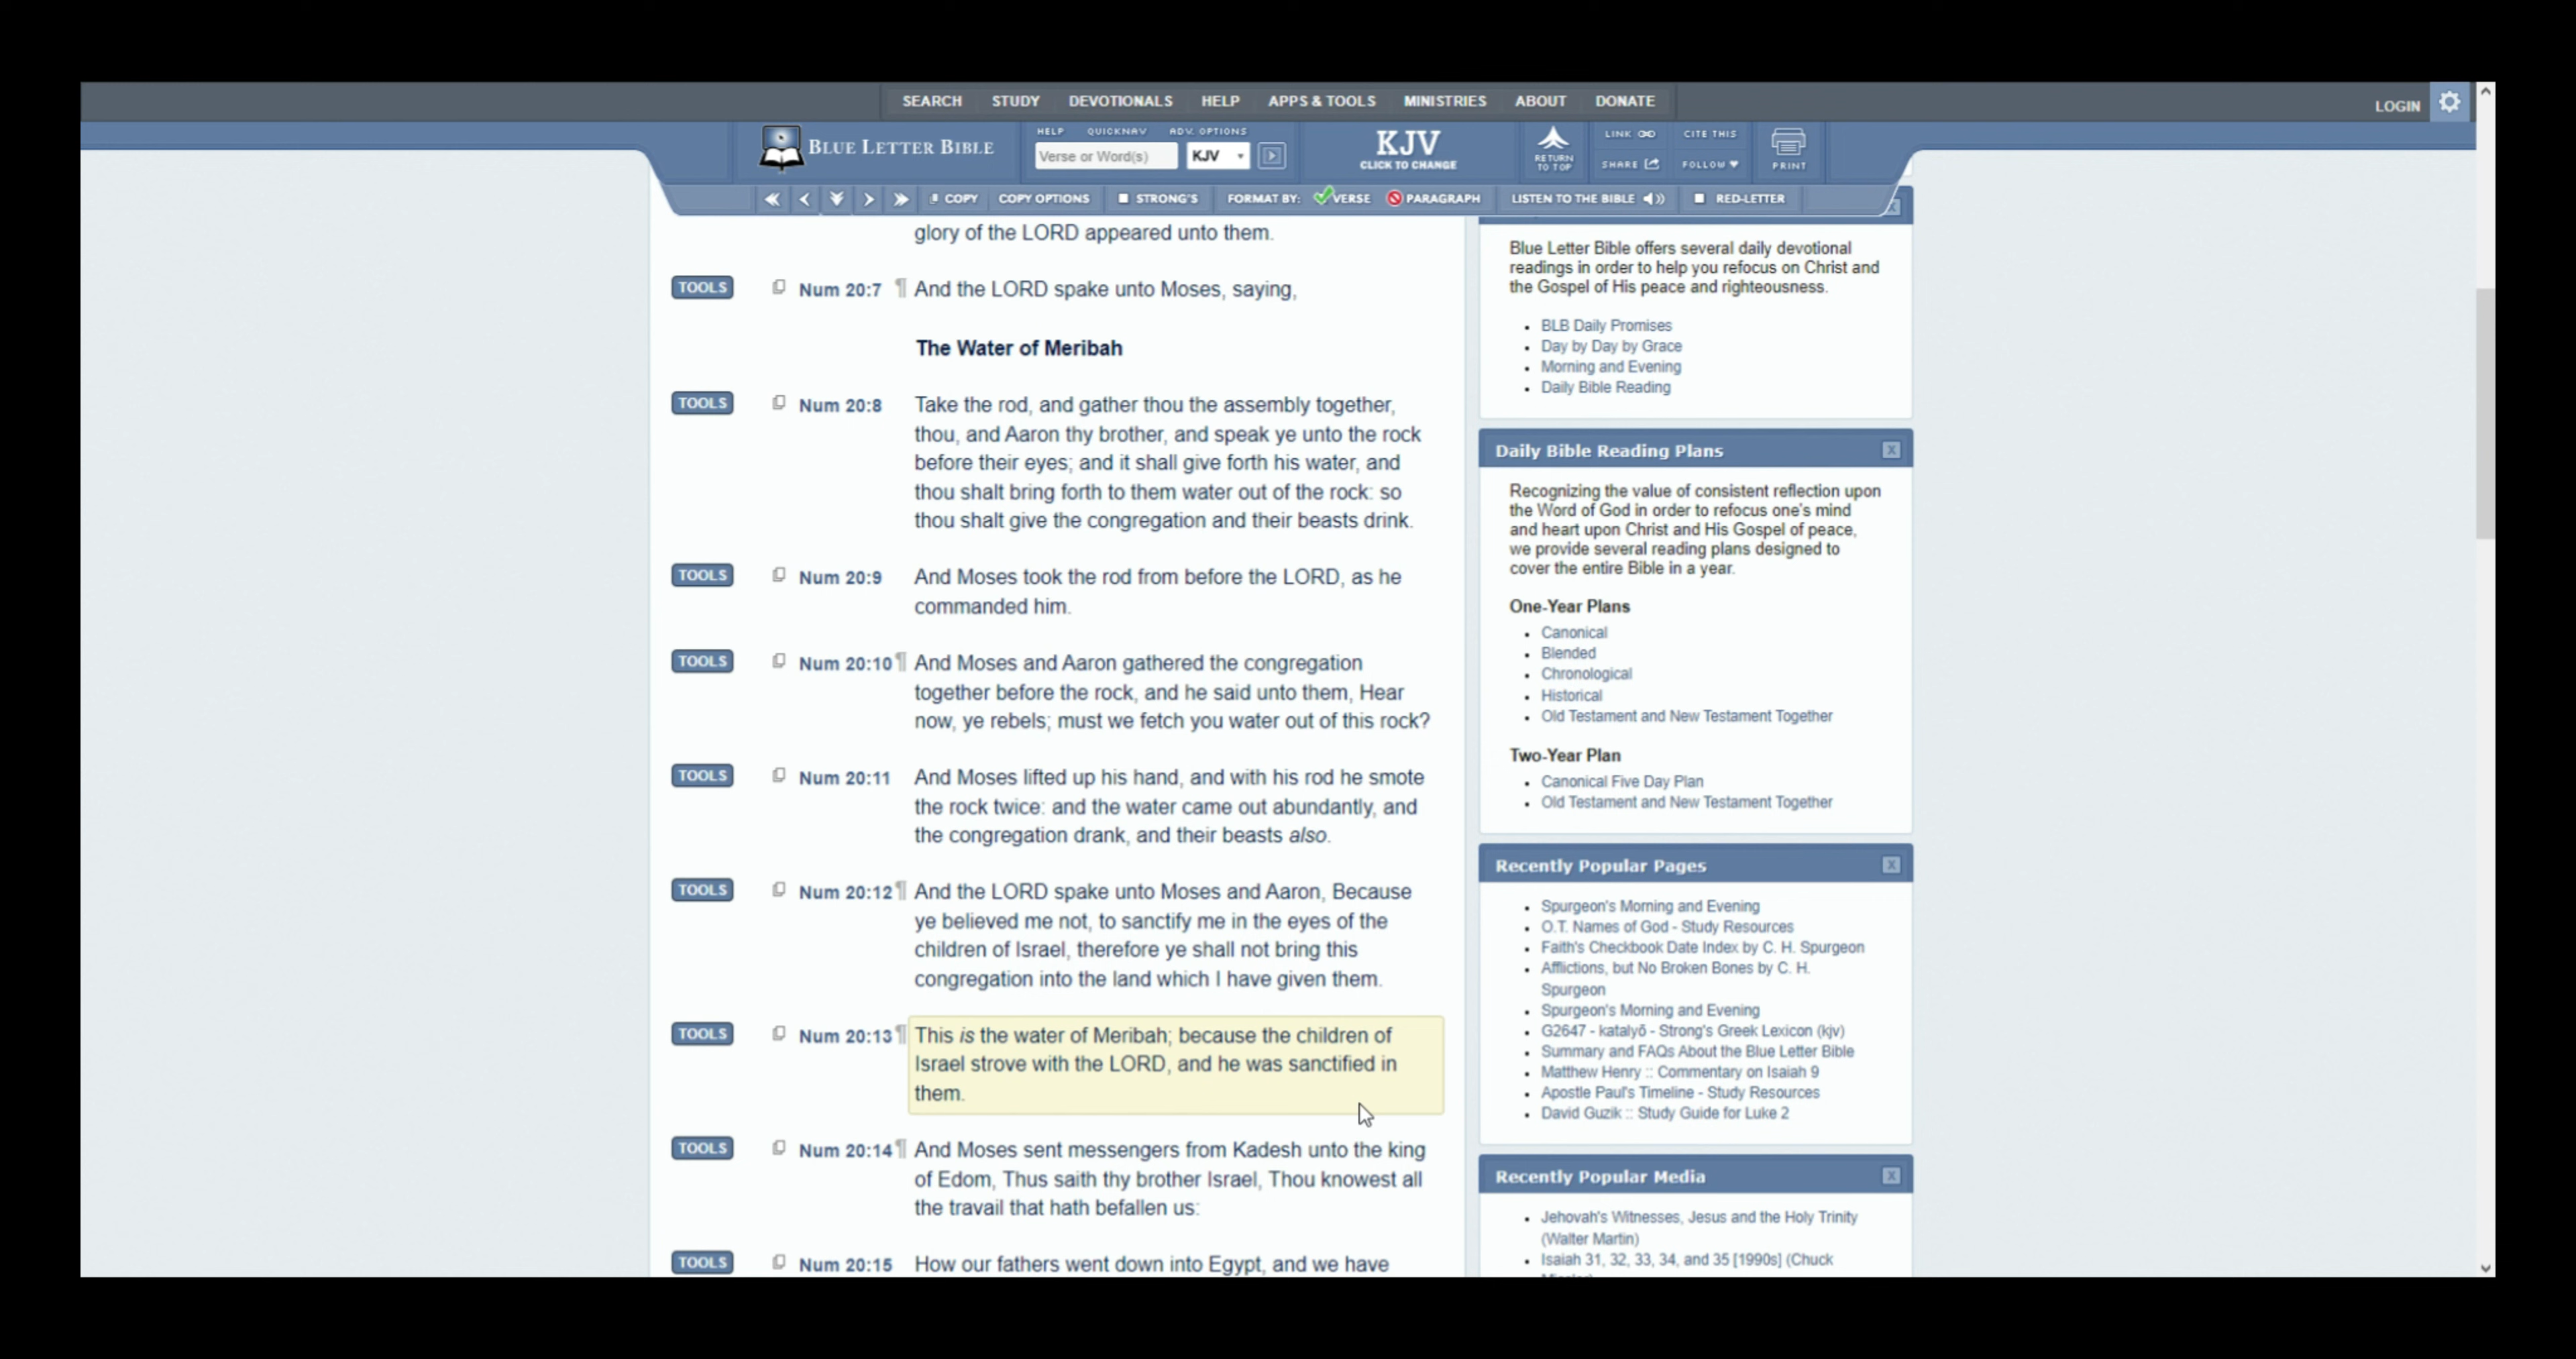 SEARCH STUDY DEVOTIONALS HELP APPS & TOOLS MINISTRIES ABOUT DONATE
LOGIN
BLUE LETTER BIBLE
HELP QUICKNAV ADV. OPTIONS
Verse or Word(s) KJV
KJV
CLICK TO CHANGE
RETURN
TO TOP
LINK CITE THIS
SHARE FOLLOW
PRINT
COPY COPY OPTIONS STRONG'S FORMAT BY: VERSE PARAGRAPH LISTEN TO THE BIBLE RED-LETTER
glory of the LORD appeared unto them.
TOOLS Num 20:7 ¶ And the LORD spake unto Moses, saying,
The Water of Meribah
TOOLS Num 20:8 Take the rod, and gather thou the assembly together,
thou, and Aaron thy brother, and speak ye unto the rock
before their eyes; and it shall give forth his water, and
thou shalt bring forth to them water out of the rock: so
thou shalt give the congregation and their beasts drink.
TOOLS Num 20:9 And Moses took the rod from before the LORD, as he
commanded him.
TOOLS Num 20:10 ¶ And Moses and Aaron gathered the congregation
together before the rock, and he said unto them, Hear
now, ye rebels; must we fetch you water out of this rock?
TOOLS Num 20:11 And Moses lifted up his hand, and with his rod he smote
the rock twice: and the water came out abundantly, and
the congregation drank, and their beasts also.
TOOLS Num 20:12 ¶ And the LORD spake unto Moses and Aaron, Because
ye believed me not, to sanctify me in the eyes of the
children of Israel, therefore ye shall not bring this
congregation into the land which I have given them.
TOOLS Num 20:13 ¶ This is the water of Meribah; because the children of
Israel strove with the LORD, and he was sanctified in
them.
TOOLS Num 20:14 ¶ And Moses sent messengers from Kadesh unto the king
of Edom, Thus saith thy brother Israel, Thou knowest all
the travail that hath befallen us:
TOOLS Num 20:15 How our fathers went down into Egypt, and we have
Blue Letter Bible offers several daily devotional
readings in order to help you refocus on Christ and
the Gospel of His peace and righteousness.
BLB Daily Promises
Day by Day by Grace
Morning and Evening
Daily Bible Reading
Daily Bible Reading Plans X
Recognizing the value of consistent reflection upon
the Word of God in order to refocus one's mind
and heart upon Christ and His Gospel of peace,
we provide several reading plans designed to
cover the entire Bible in a year.
One-Year Plans
Canonical
Blended
Chronological
Historical
Old Testament and New Testament Together
Two-Year Plan
Canonical Five Day Plan
Old Testament and New Testament Together
Recently Popular Pages X
Spurgeon's Morning and Evening
O.T. Names of God - Study Resources
Faith's Checkbook Date Index by C. H. Spurgeon
Afflictions, but No Broken Bones by C. H.
Spurgeon
Spurgeon's Morning and Evening
G2647 - katalyō - Strong's Greek Lexicon (kjv)
Summary and FAQs About the Blue Letter Bible
Matthew Henry :: Commentary on Isaiah 9
Apostle Paul's Timeline - Study Resources
David Guzik :: Study Guide for Luke 2
Recently Popular Media X
Jehovah's Witnesses, Jesus and the Holy Trinity
(Walter Martin)
Isaiah 31, 32, 33, 34, and 35 [1990s] (Chuck